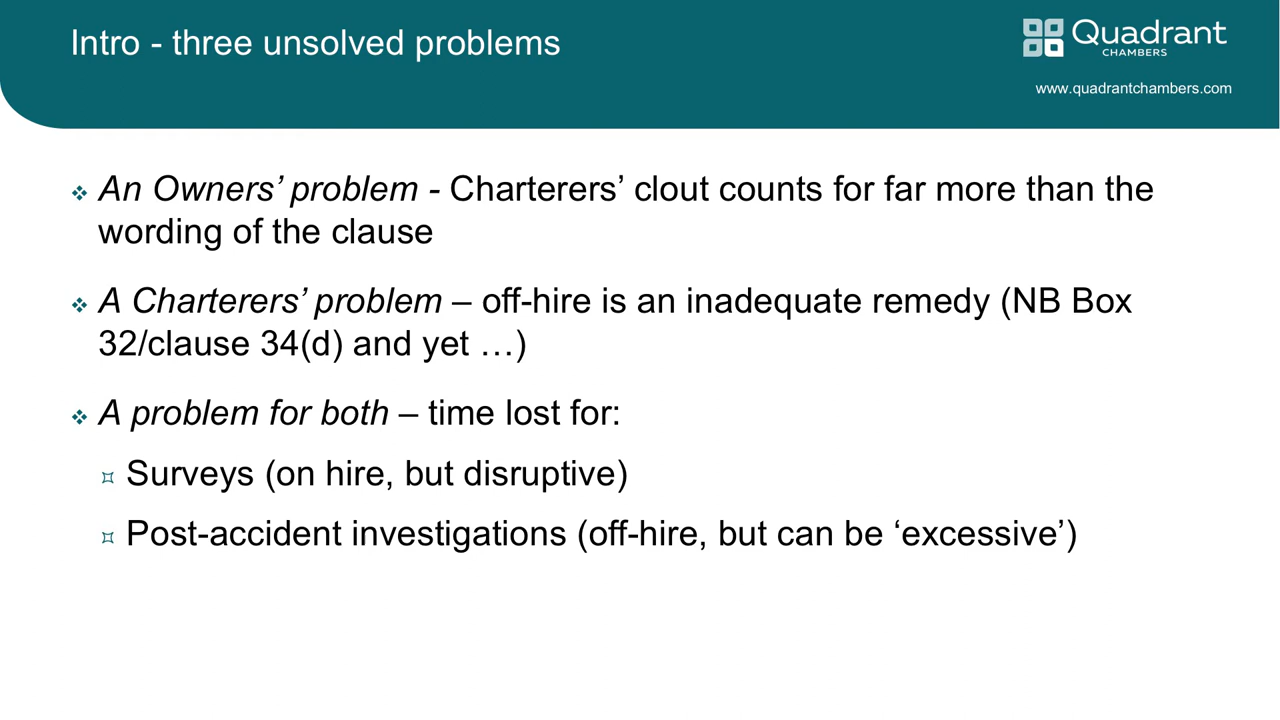 Intro - three unsolved problems
Quadrant
CHAMBERS
www.quadrantchambers.com
An Owners’ problem - Charterers’ clout counts for far more than the
wording of the clause
A Charterers’ problem – off-hire is an inadequate remedy (NB Box
32/clause 34(d) and yet …)
A problem for both – time lost for:
Surveys (on hire, but disruptive)
Post-accident investigations (off-hire, but can be ‘excessive’)